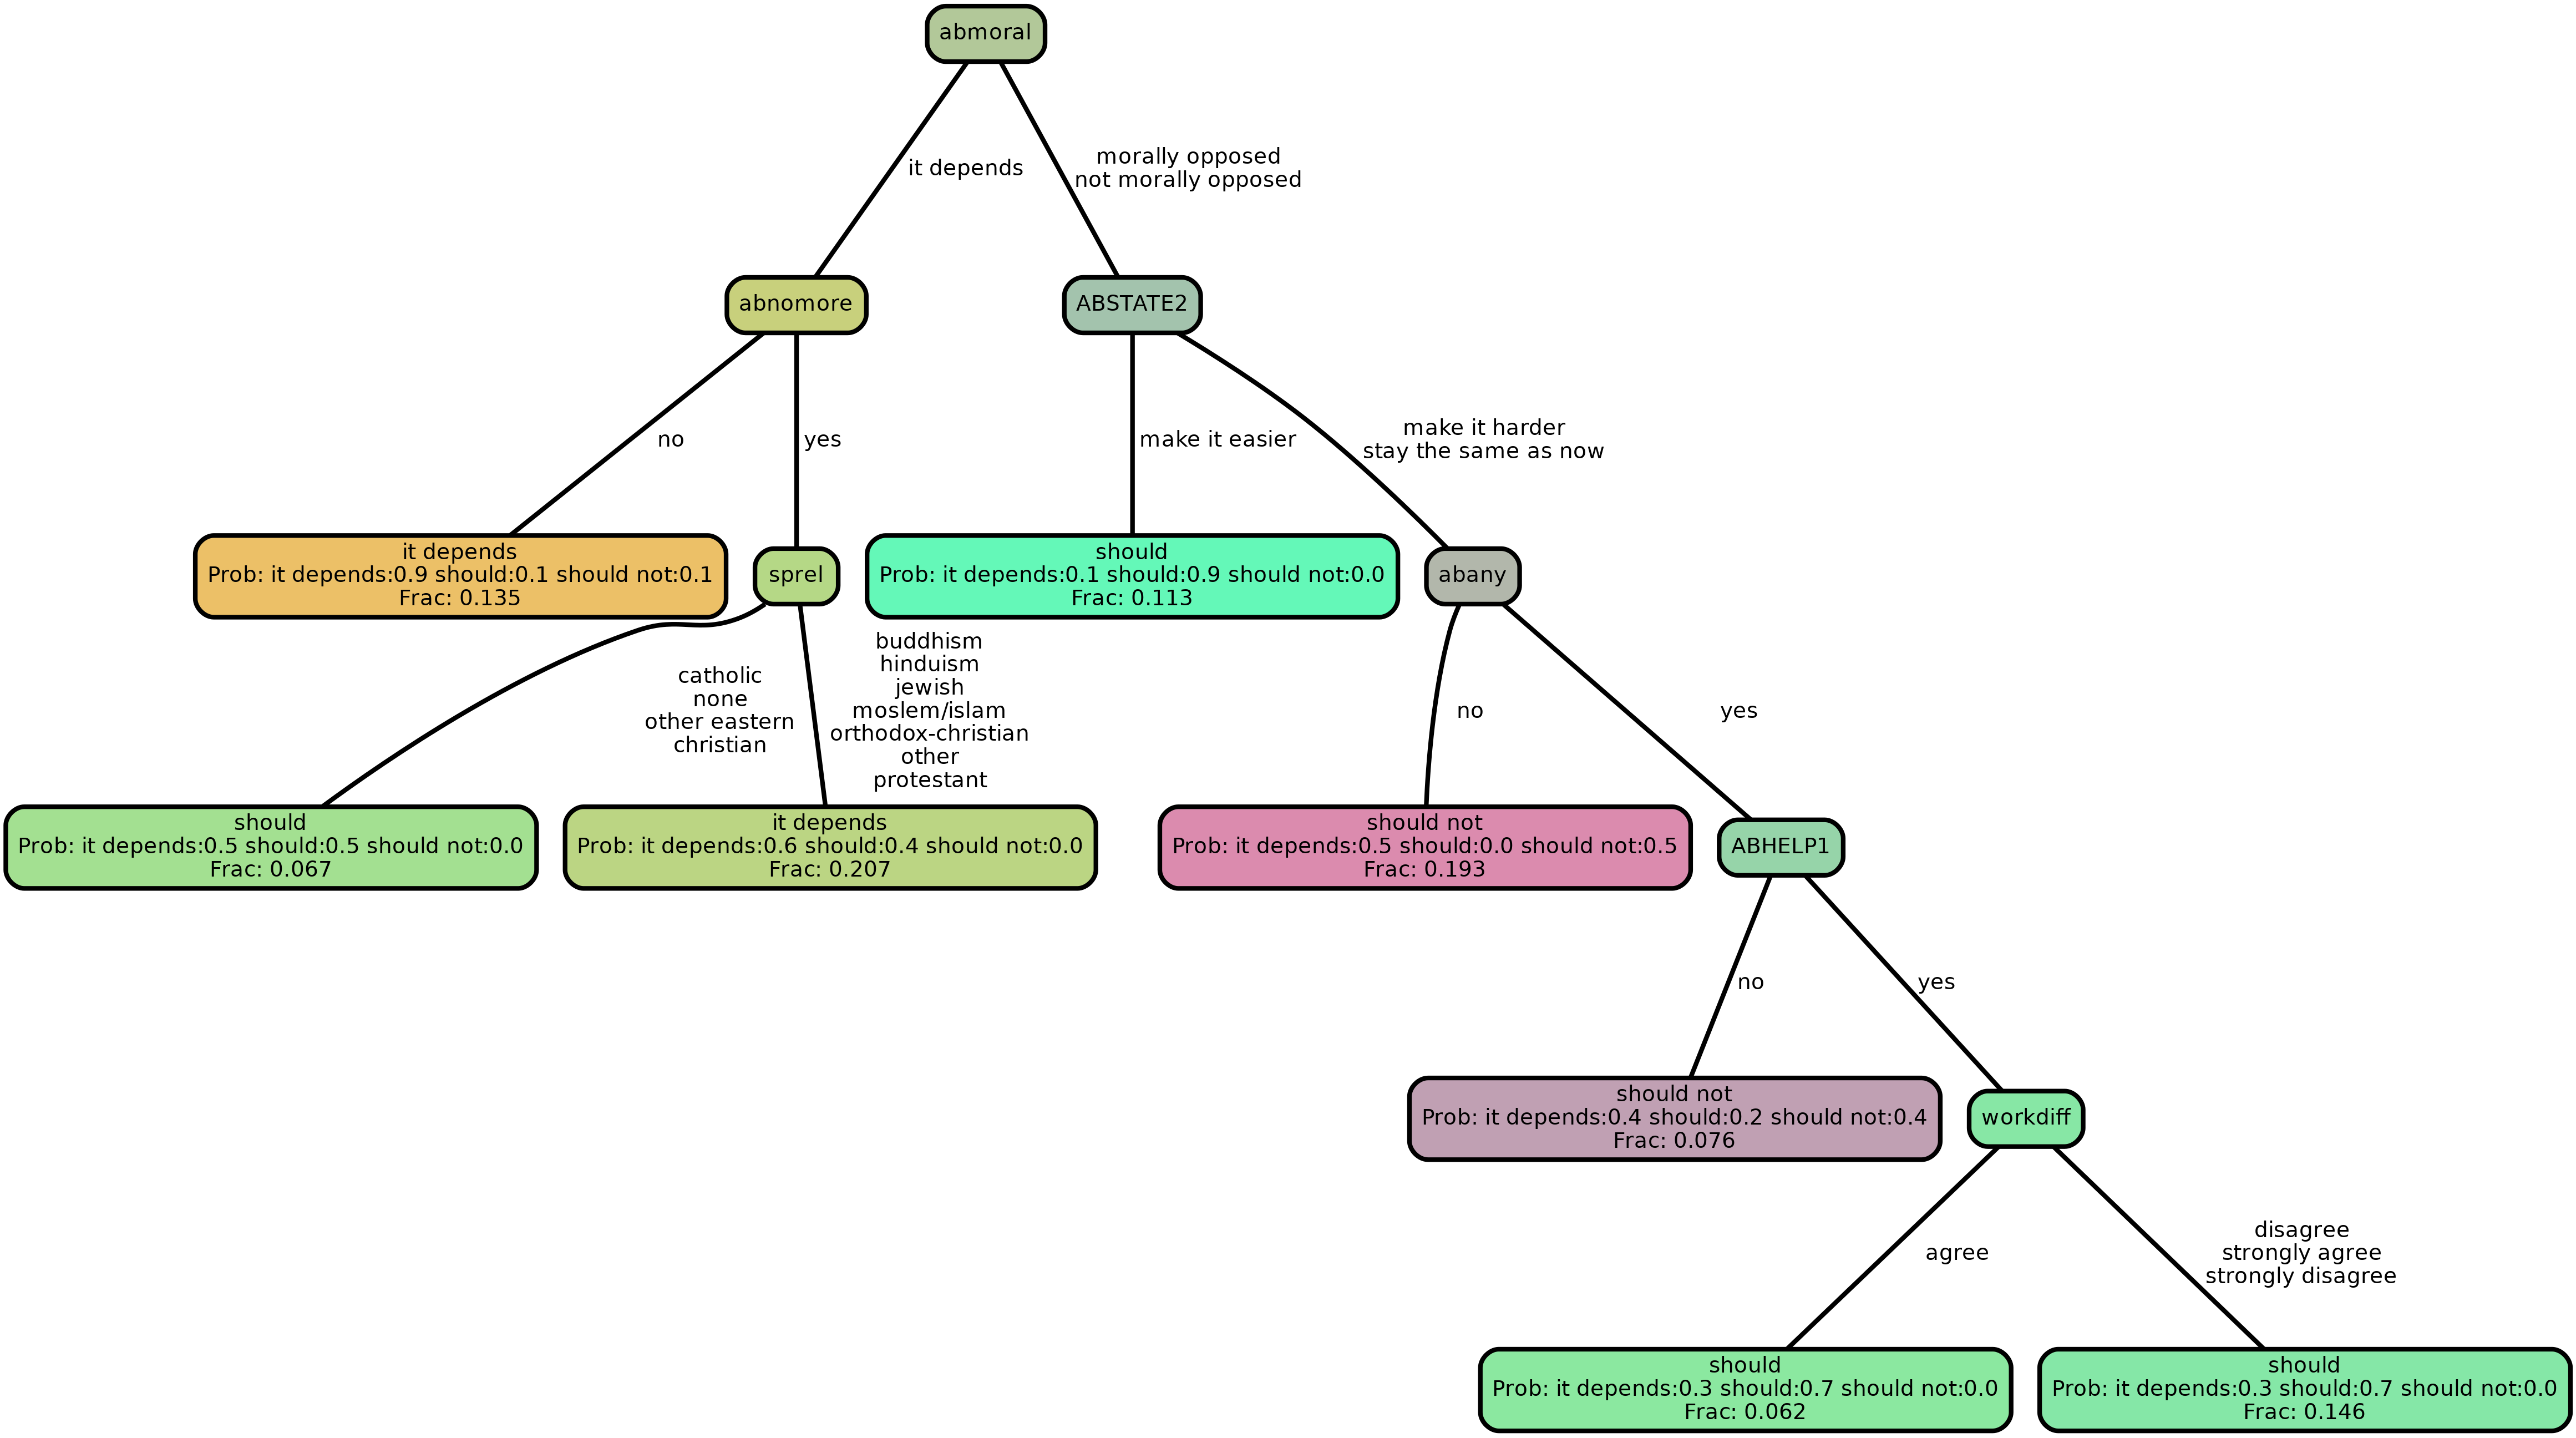 abmoral
it depends
morally opposed
not morally opposed
abnomore
ABSTATE2
no
yes
make it easier
make it harder
stay the same as now
it depends
Prob: it depends:0.9 should:0.1 should not:0.1
Frac: 0.135
sprel
should
Prob: it depends:0.1 should:0.9 should not:0.0
Frac: 0.113
abany
catholic
none
other eastern
christian
buddhism
hinduism
jewish
moslem/islam
orthodox-christian
other
protestant
no
yes
should
Prob: it depends:0.5 should:0.5 should not:0.0
Frac: 0.067
it depends
Prob: it depends:0.6 should:0.4 should not:0.0
Frac: 0.207
should not
Prob: it depends:0.5 should:0.0 should not:0.5
Frac: 0.193
ABHELP1
no
yes
should not
Prob: it depends:0.4 should:0.2 should not:0.4
Frac: 0.076
workdiff
agree
disagree
strongly agree
strongly disagree
should
Prob: it depends:0.3 should:0.7 should not:0.0
Frac: 0.062
should
Prob: it depends:0.3 should:0.7 should not:0.0
Frac: 0.146